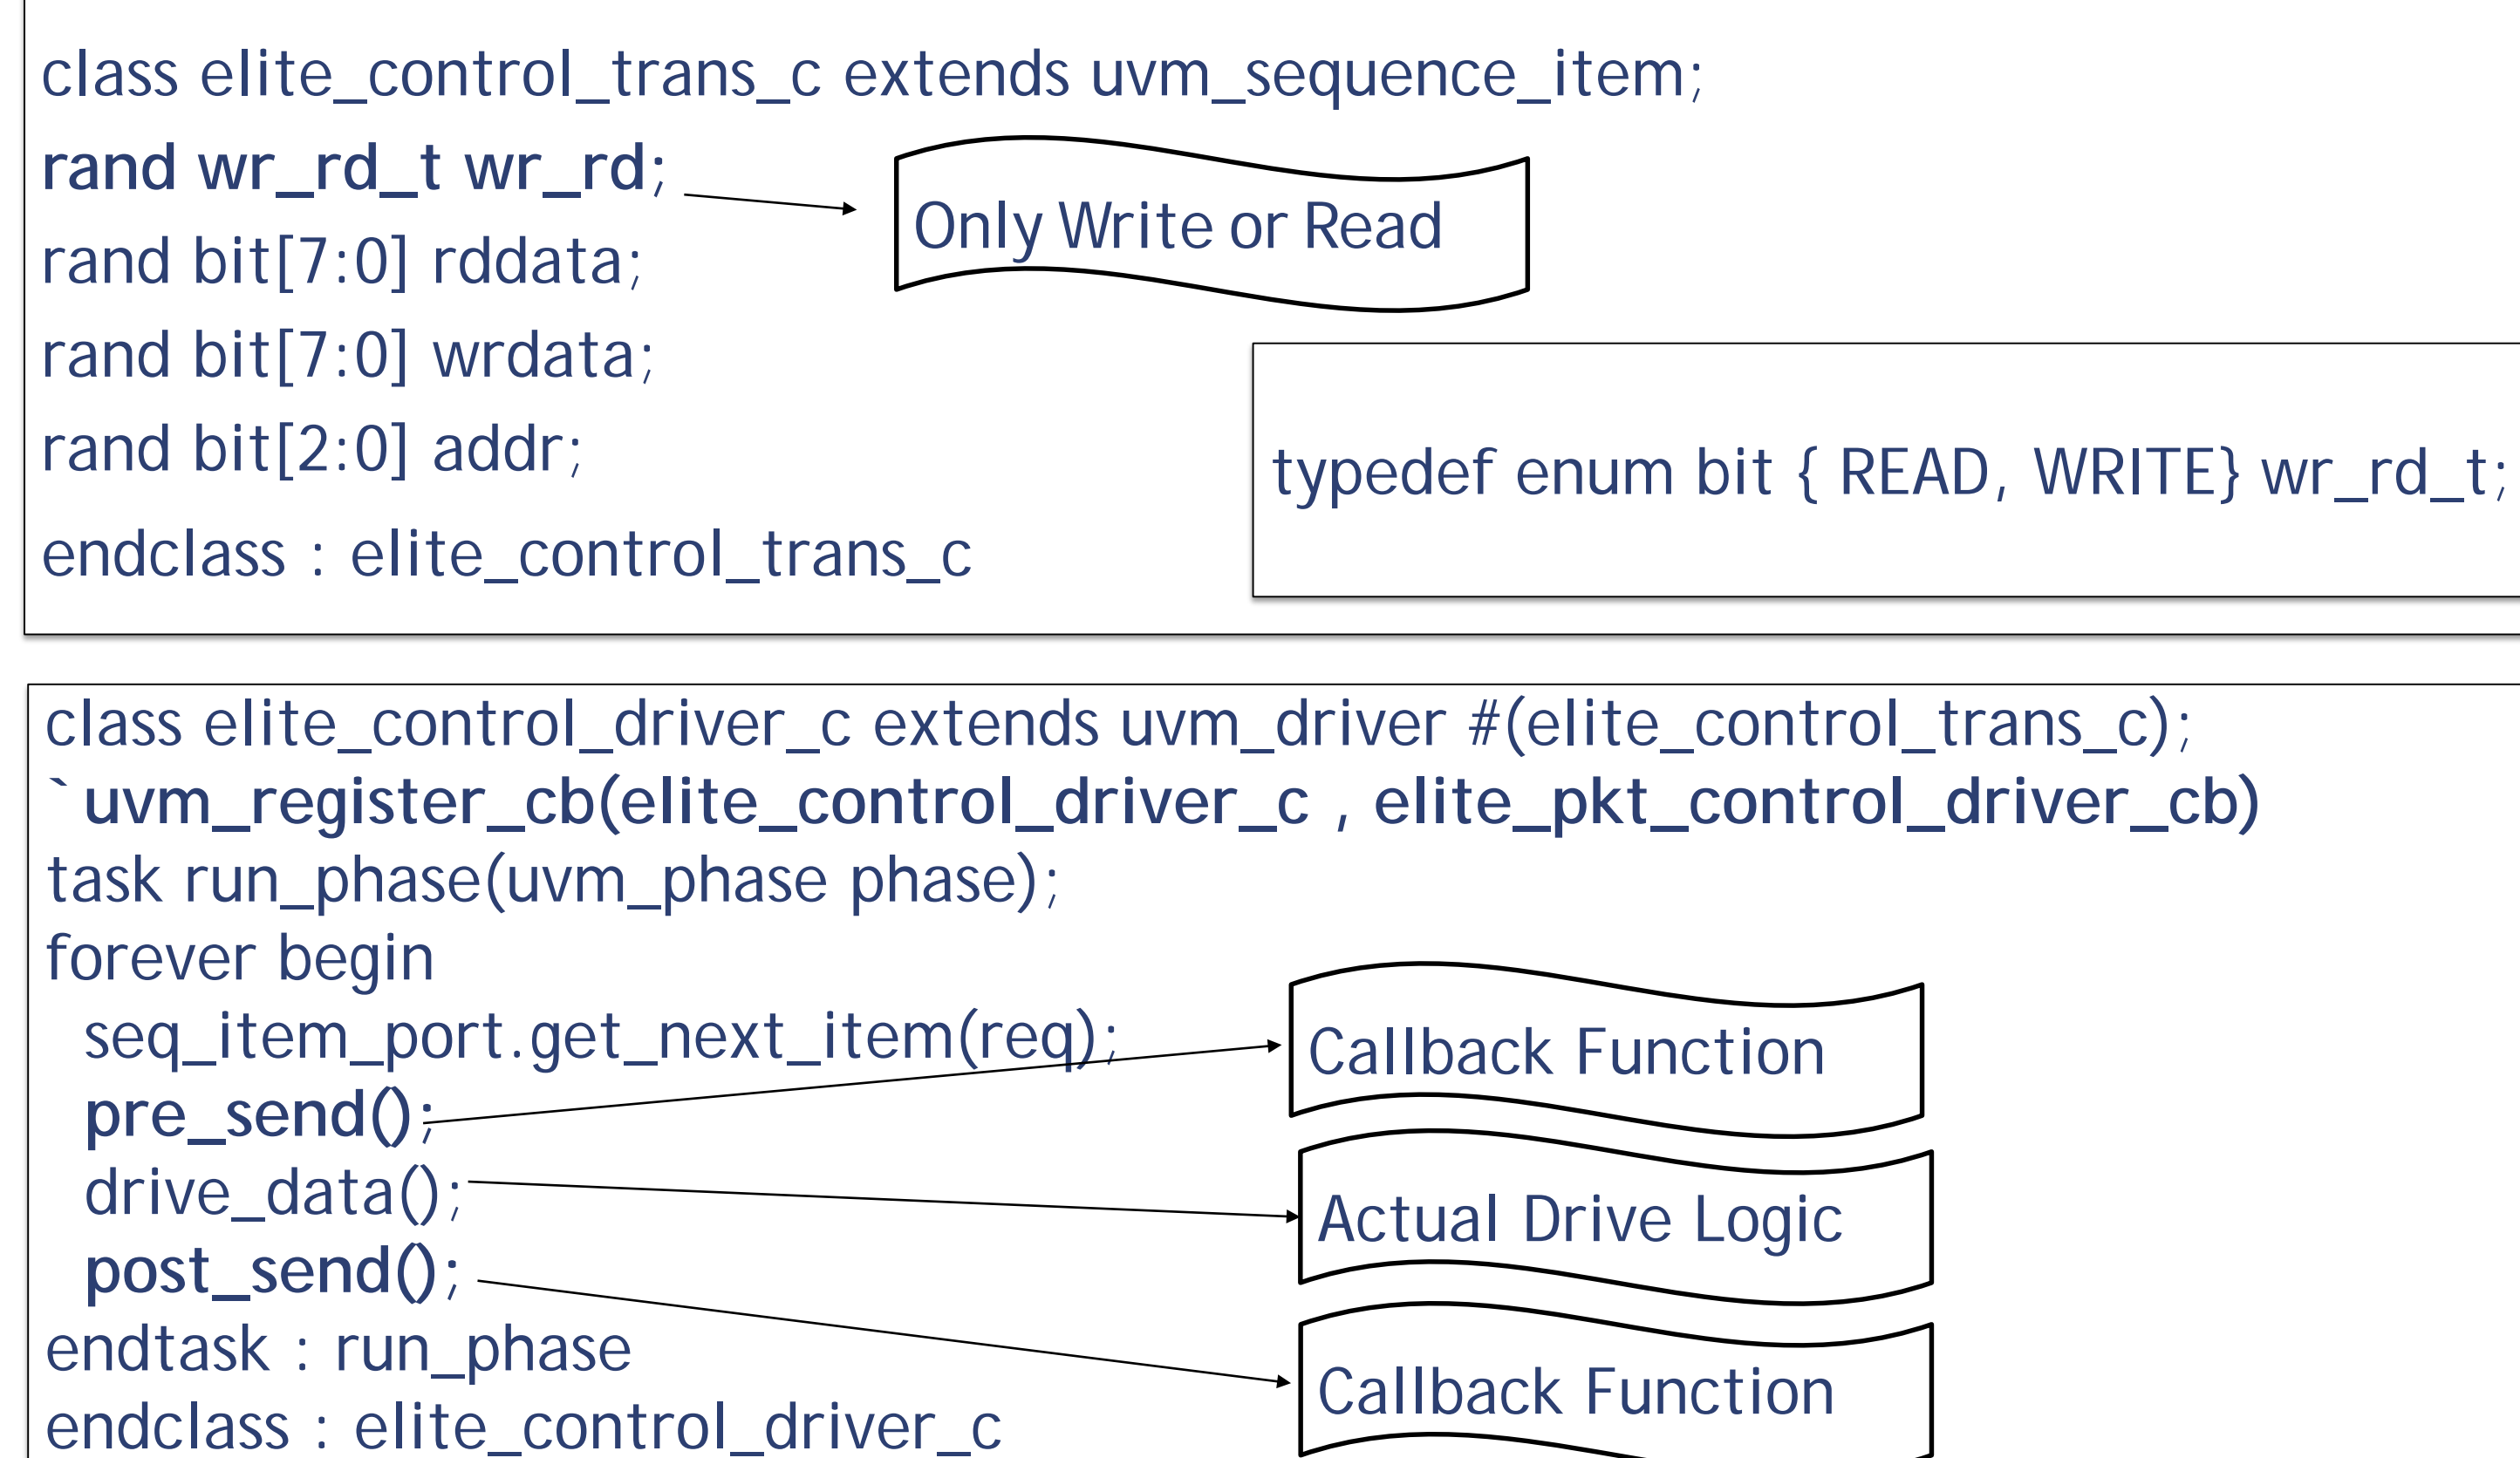 class elite_control_trans_c extends uvm_sequence_item;
rand wr_rd_t wr_rd;
Only Write or Read
rand bit[7:0] rddata;
rand bit[7:0] wrdata;
rand bit[2:0] addr;
typedef enum bit { READ, WRITE} wr_rd_t;
endclass : elite_control_trans_c
class elite_control_driver_c extends uvm_driver #(elite_control_trans_c);
`uvm_register_cb(elite_control_driver_c , elite_pkt_control_driver_cb)
task run_phase(uvm_phase phase);
forever begin
seq_item_port.get_next_item(req);
Callback Function
pre_send();
drive_data();
Actual Drive Logic
post_send();
endtask : run_phase
Callback Function
endclass : elite_control_driver_c